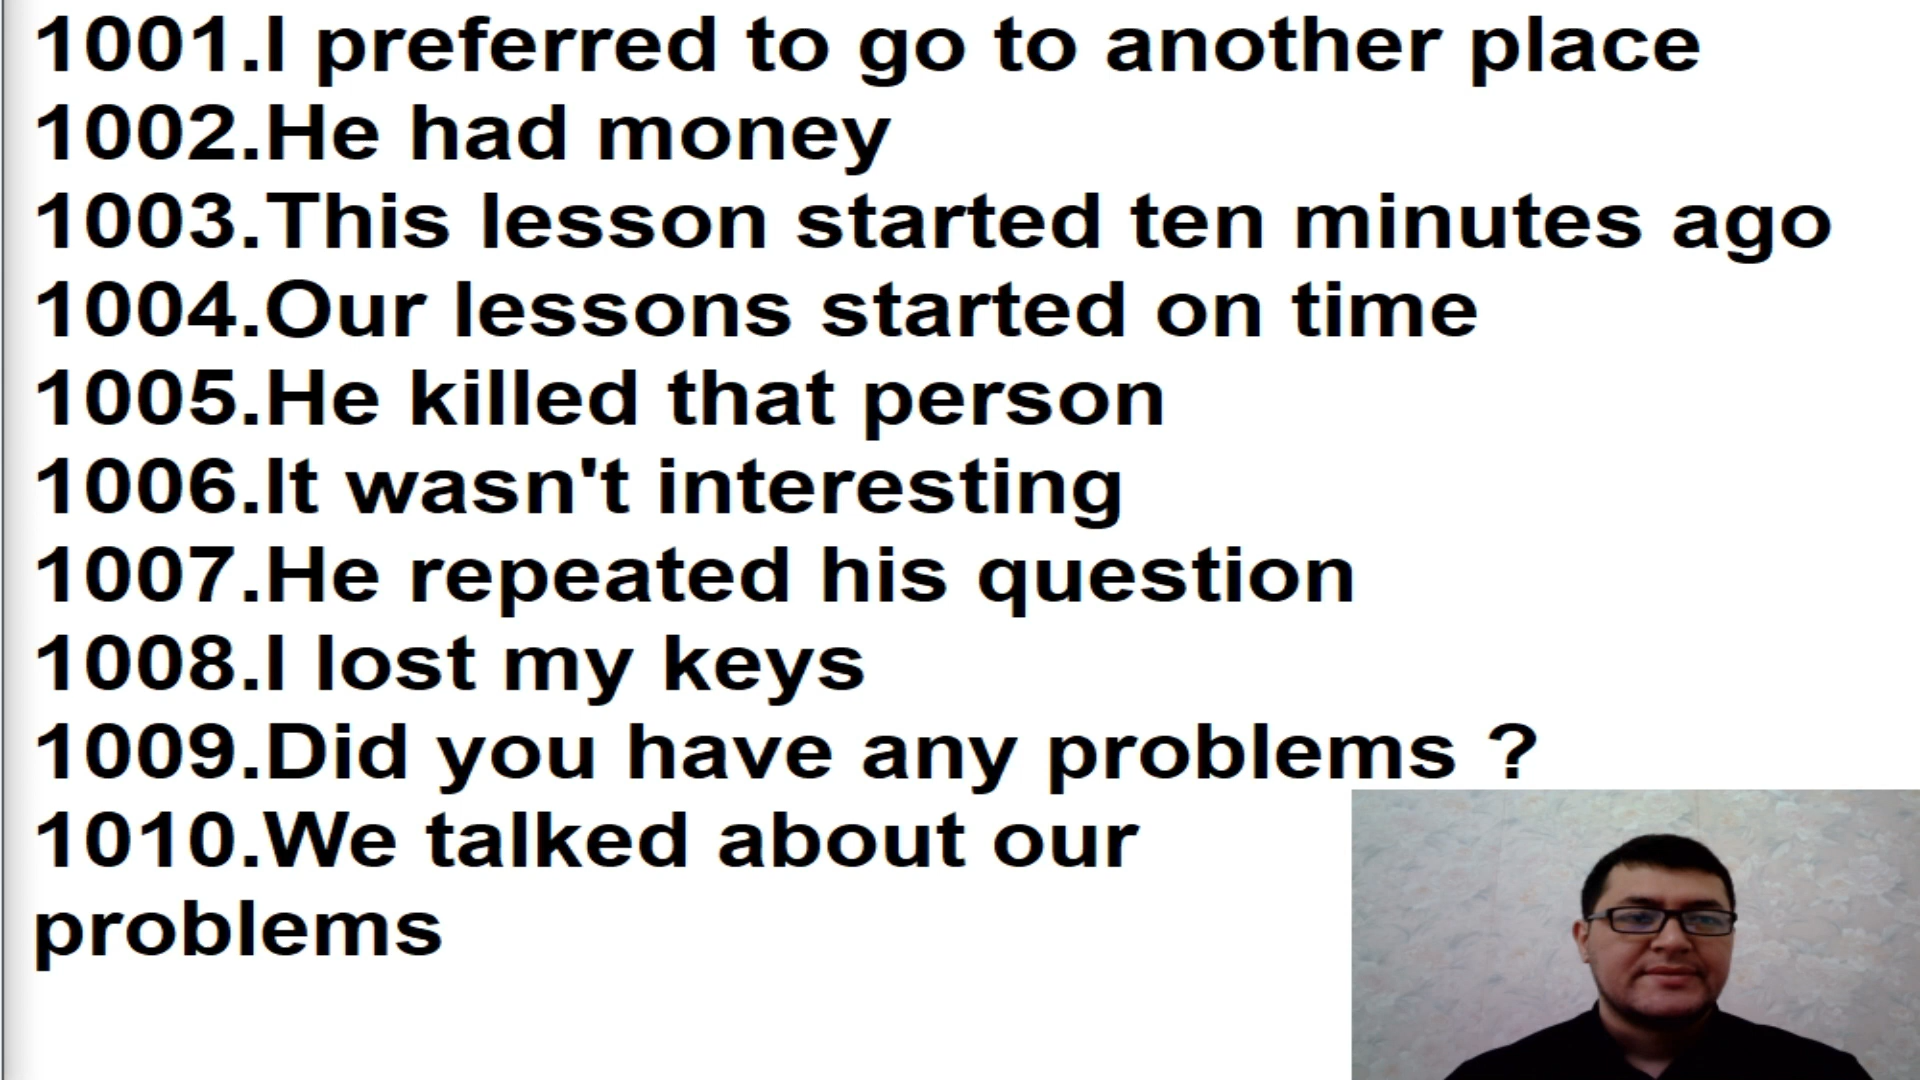 1001.I preferred to go to another place
1002.He had money
1003.This lesson started ten minutes ago
1004.Our lessons started on time
1005.He killed that person
1006.It wasn't interesting
1007.He repeated his question
1008.I lost my keys
1009.Did you have any problems ?
1010.We talked about our
problems